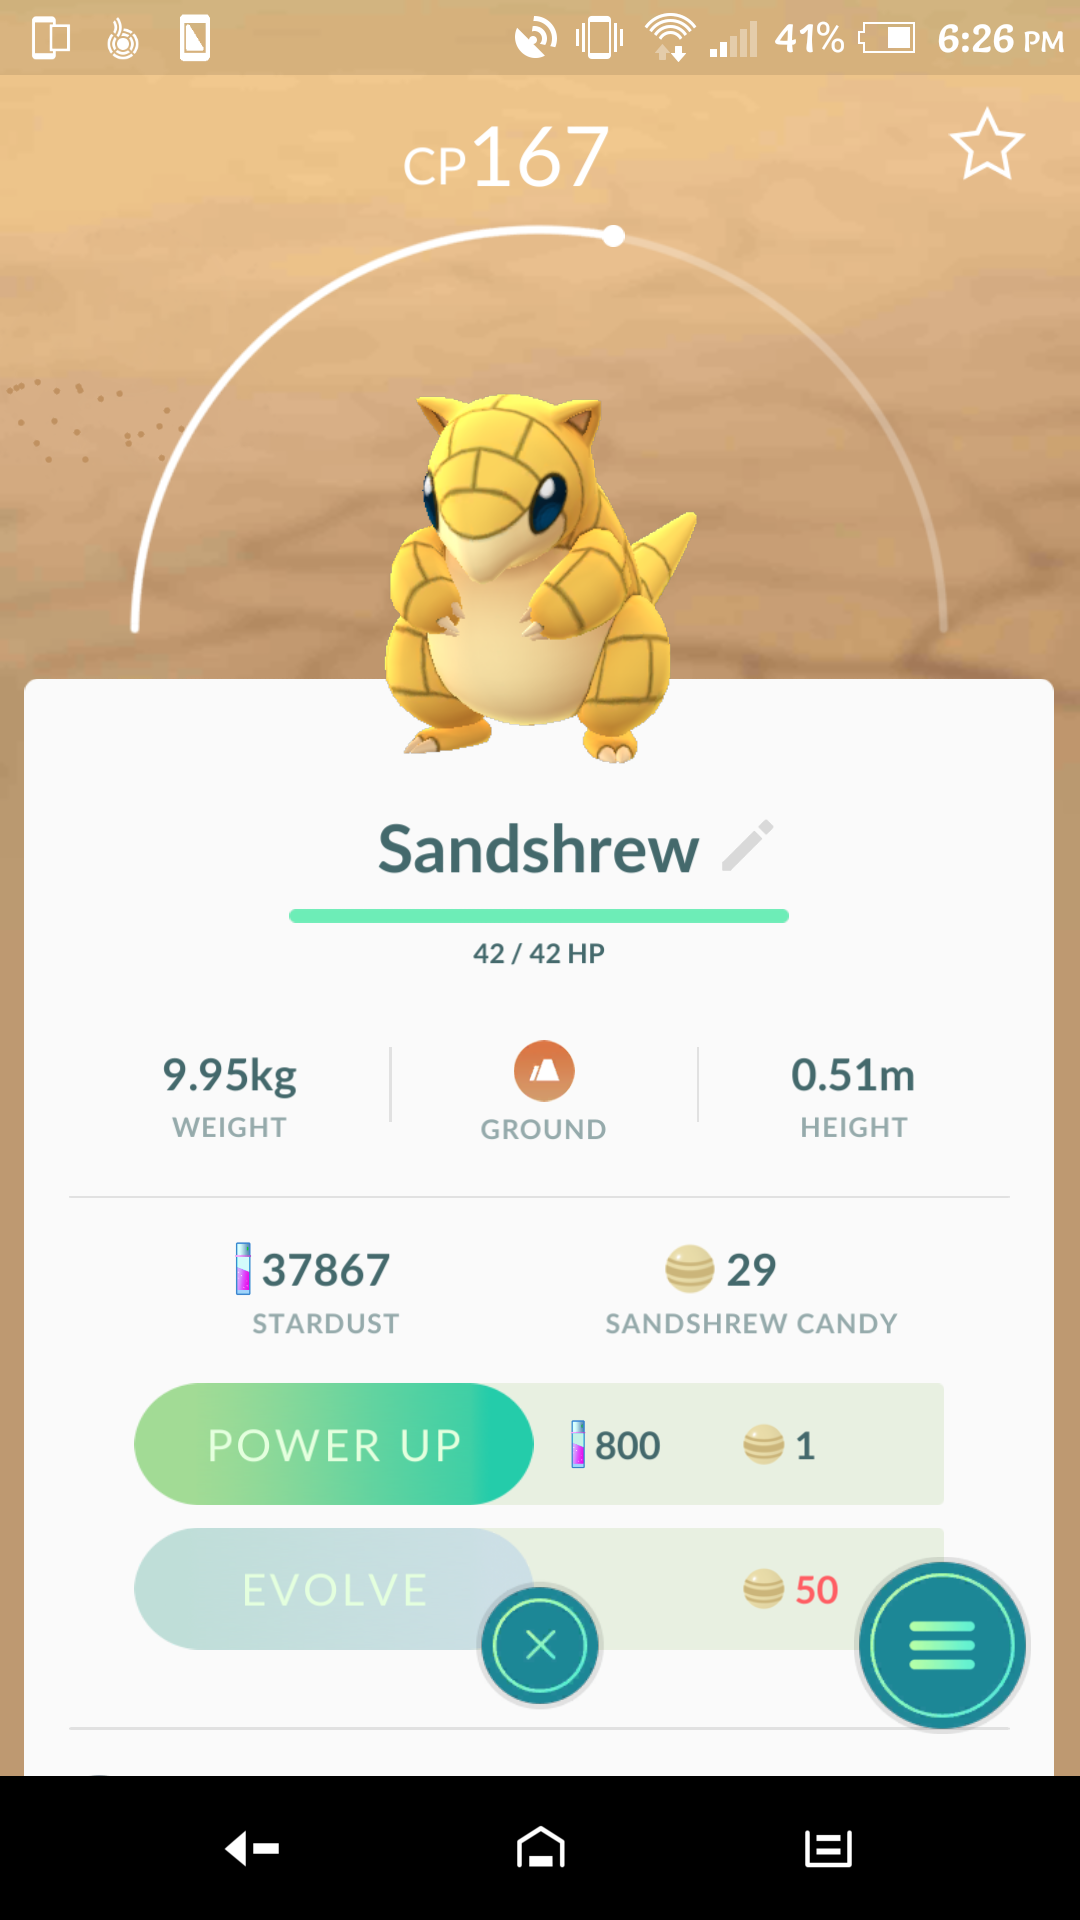 41% 6:26 PM
CP167
Sandshrew
42 / 42 HP
9.95kg
WEIGHT
GROUND
0.51m
HEIGHT
37867
STARDUST
29
SANDSHREW CANDY
POWER UP 800 1
EVOLVE 50